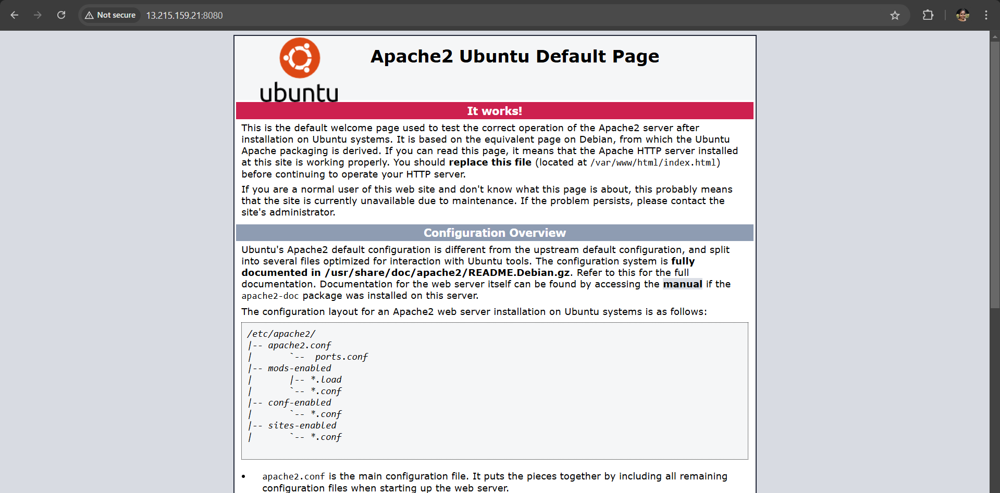 Not secure 13.215.159.21:8080
ubuntu
Apache2 Ubuntu Default Page
It works!
This is the default welcome page used to test the correct operation of the Apache2 server after
installation on Ubuntu systems. It is based on the equivalent page on Debian, from which the Ubuntu
Apache packaging is derived. If you can read this page, it means that the Apache HTTP server installed
at this site is working properly. You should replace this file (located at /var/www/html/index.html)
before continuing to operate your HTTP server.
If you are a normal user of this web site and don't know what this page is about, this probably means
that the site is currently unavailable due to maintenance. If the problem persists, please contact the
site's administrator.
Configuration Overview
Ubuntu's Apache2 default configuration is different from the upstream default configuration, and split
into several files optimized for interaction with Ubuntu tools. The configuration system is fully
documented in /usr/share/doc/apache2/README.Debian.gz. Refer to this for the full
documentation. Documentation for the web server itself can be found by accessing the manual if the
apache2-doc package was installed on this server.
The configuration layout for an Apache2 web server installation on Ubuntu systems is as follows:
/etc/apache2/
|-- apache2.conf
|       `--  ports.conf
|-- mods-enabled
|       |-- *.load
|       `-- *.conf
|-- conf-enabled
|       `-- *.conf
|-- sites-enabled
|       `-- *.conf
• apache2.conf is the main configuration file. It puts the pieces together by including all remaining
configuration files when starting up the web server.